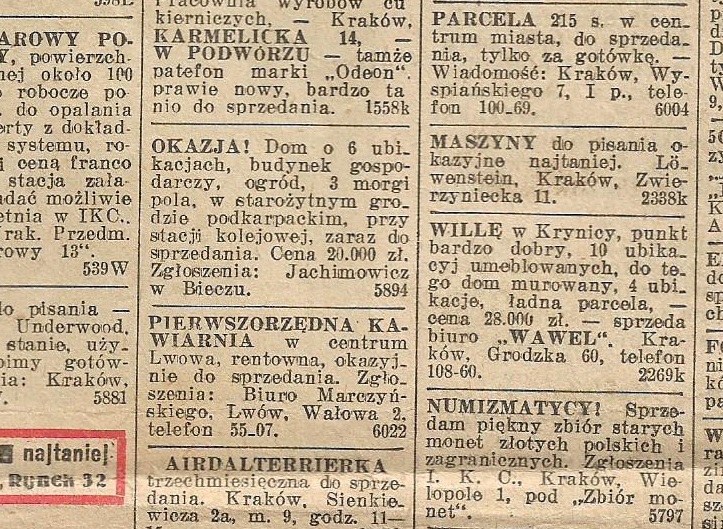 5981
AROWY PO-
Y, powierzch-
nej około 100
o robocze po-
. do opalania
erty z dokład-
systemu, ro-
i ceną franco
stacja zała-
adać możliwie
etnia w IKC..
rak. Przedm.
rowy 13“.
539W
do pisania —
Underwood,
stanie, uży-
oimy gotów-
ia: Kraków,
5881
najtaniej
, Rynek 32
Pracownia wyrobów cu
kierniczych, — Kraków,
KARMELICKA 14, —
W PODWÓRZU — tamże
patefon marki „Odeon“.
prawie nowy, bardzo ta
nio do sprzedania. 1558k
OKAZJA! Dom o 6 ubi-
kacjach, budynek gospo-
darczy, ogród, 3 morgi
pola, w starożytnym gro-
dzie podkarpackim, przy
stacji kolejowej, zaraz do
sprzedania. Cena 20.000 zł.
Zgłoszenia: Jachimowicz
w Bieczu. 5894
PIERWSZORZĘDNA KA-
WIARNIA w centrum
Lwowa, rentowna, okazyj-
nie do sprzedania. Zgło-
szenia: Biuro Marczyń-
skiego, Lwów, Wałowa 2.
telefon 55-07. 6022
AIRDALTERRIERKA
trzechmiesięczna do sprze-
dania. Kraków, Sienkie-
wicza 2a, m. 9, godz. 11—
PARCELA 215 s. w cen-
trum miasta, do sprzeda-
nia, tylko za gotówkę. —
Wiadomość: Kraków, Wy-
spiańskiego 7, I p., tele-
fon 100-69. 6004
MASZYNY do pisania o-
kazyjne najtaniej. Lö-
wenstein, Kraków, Zwie-
rzyniecka 11. 2338k
WILLĘ w Krynicy, punkt
bardzo dobry, 10 ubika-
cyj umeblowanych, do te-
go dom murowany, 4 ubi-
kacje, ładna parcela, —
cena 28.000 zł. — sprzeda
biuro „WAWEL“. Kra-
ków, Grodzka 60, telefon
108-60. 2269k
NUMIZMATYCY! Sprze-
dam piękny zbiór starych
monet złotych polskich i
zagranicznych. Zgłoszenia
I. K. C., Kraków, Wie-
lopole 1, pod „Zbiór mo-
net“. 5797